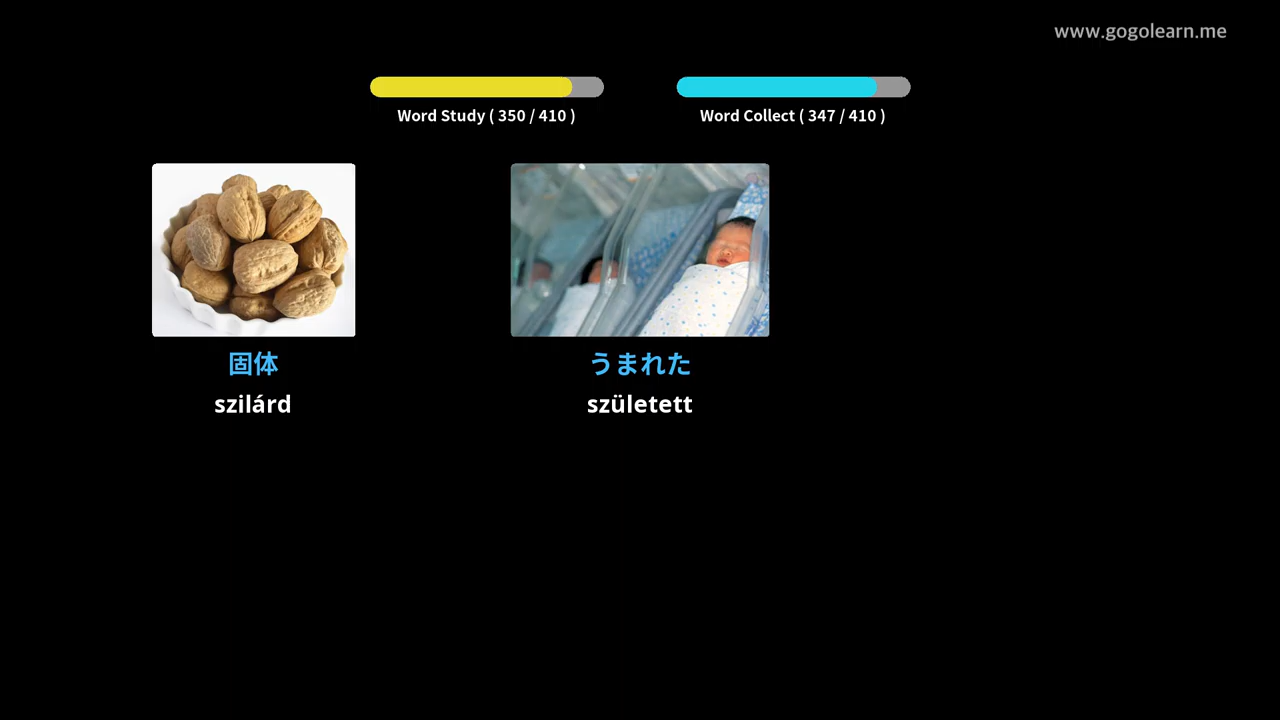 www.gogolearn.me
Word Study ( 350 / 410 )
Word Collect ( 347 / 410 )
固体
szilárd
うまれた
született